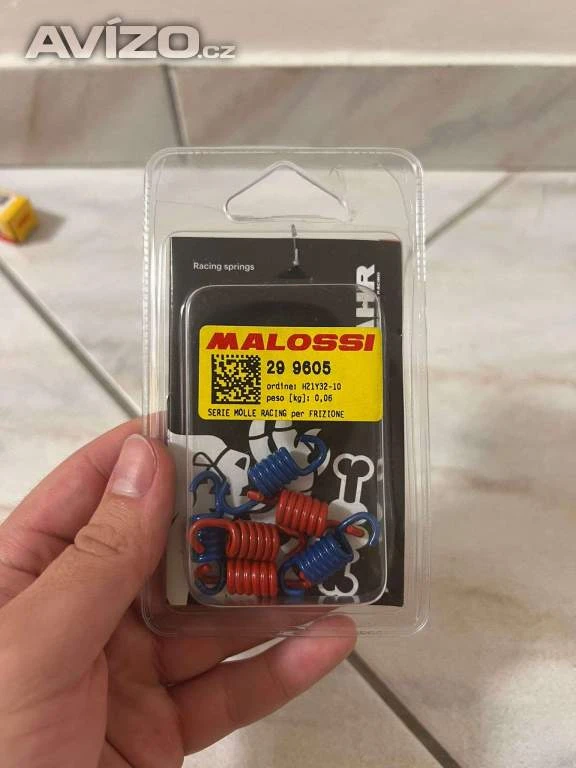 AVÍZO.cz
Racing springs
MALOSSI
29 9605
ordine: H21Y32-10
peso [kg]: 0,06
SERIE MOLLE RACING per FRIZIONE